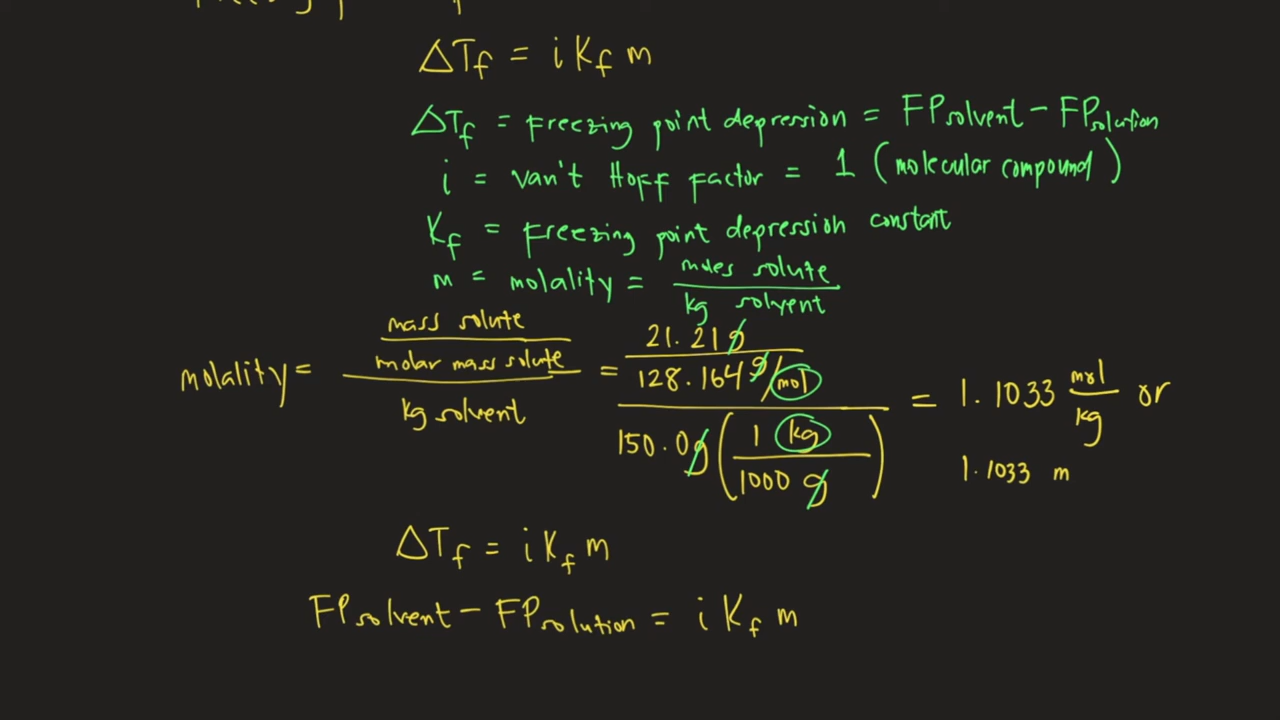 ΔTf = i Kf m
ΔTf = freezing point depression = FPsolvent - FPsolution
i = van't Hoff factor = 1 (molecular compound)
Kf = freezing point depression constant
m = molality = moles solute / kg solvent
molality = (mass solute / molar mass solute) / kg solvent = (21.21 g / 128.164 g/mol) / (150.0 g (1 kg / 1000 g)) = 1.1033 mol/kg or
1.1033 m
ΔTf = i Kf m
FPsolvent - FPsolution = i Kf m